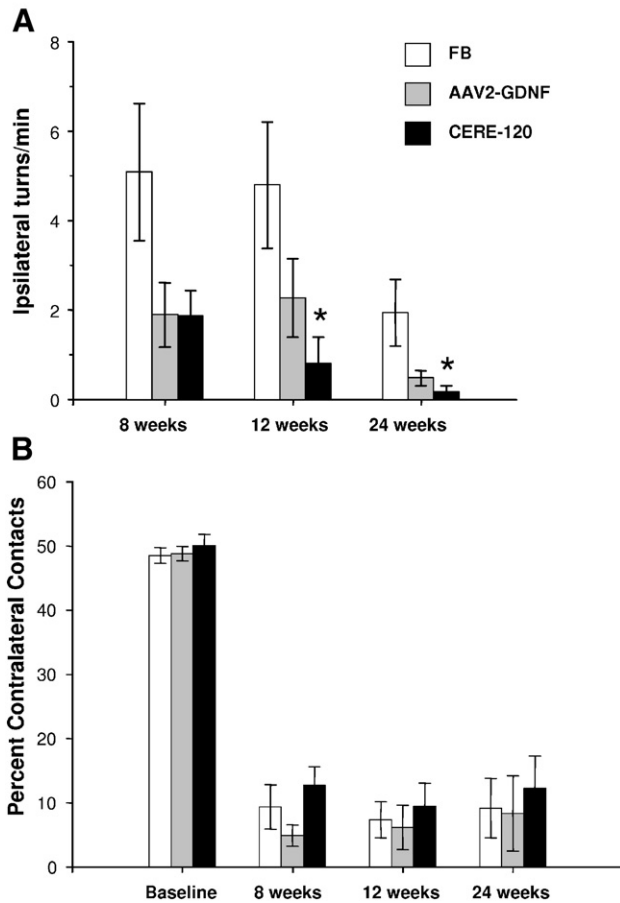 A
8
6
4
2
0
Ipsilateral turns/min
FB
AAV2-GDNF
CERE-120
*
*
8 weeks
12 weeks
24 weeks
B
60
50
40
30
20
10
0
Percent Contralateral Contacts
Baseline
8 weeks
12 weeks
24 weeks